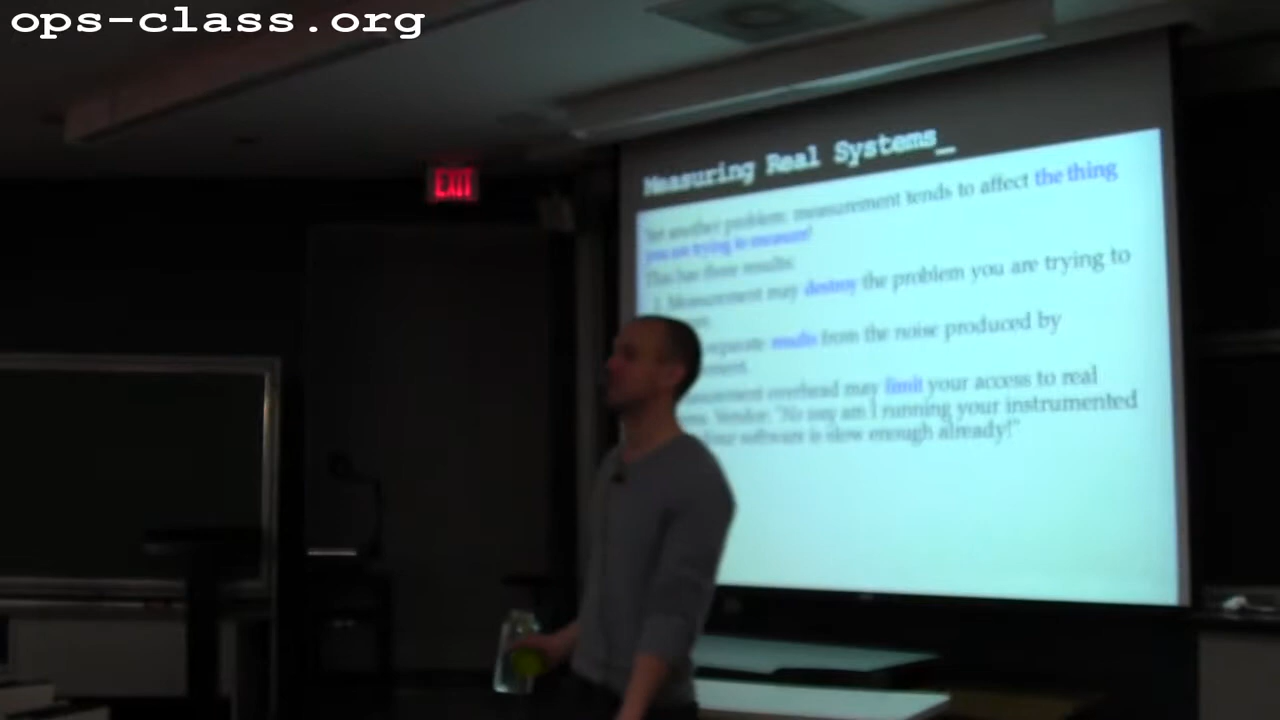 ops-class.org
EXIT
Measuring Real Systems_
Yet another problem: measurement tends to affect the thing
you are trying to measure!
This has three results:
1. Measurement may destroy the problem you are trying to
separate results from the noise produced by
overhead may limit your access to real
Vendor: "No way am I running your instrumented
Your software is slow enough already!"